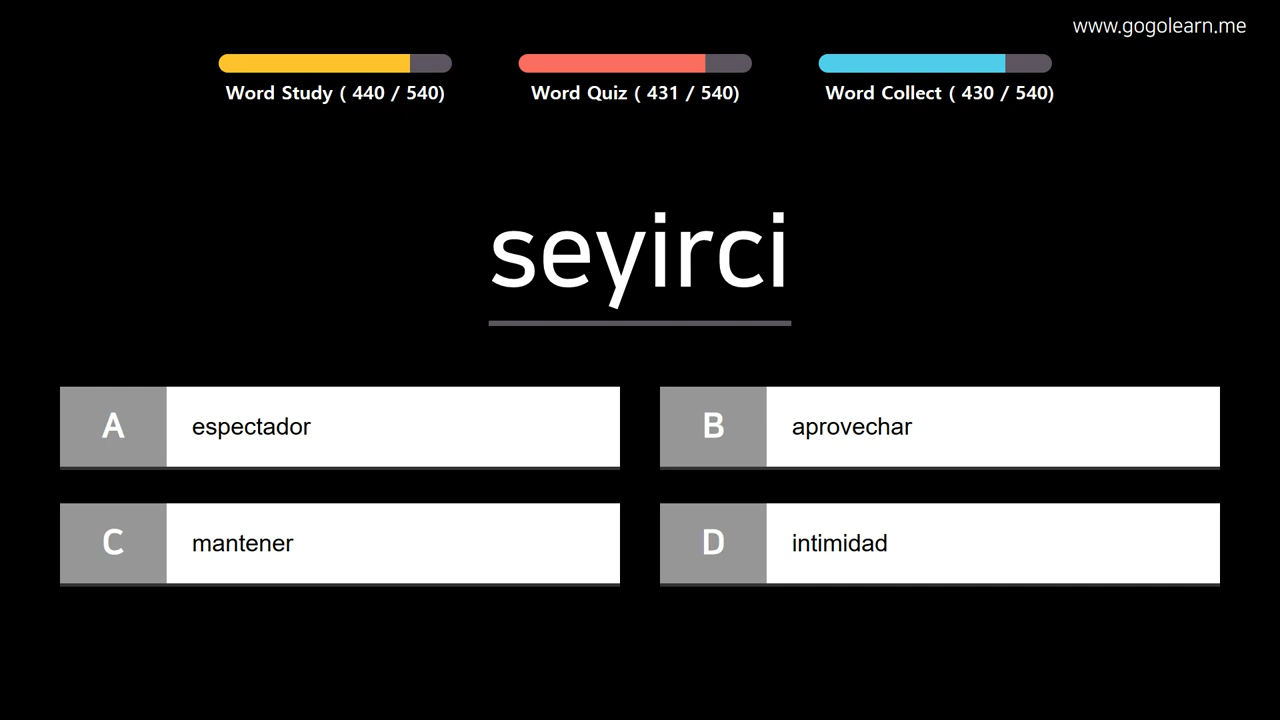 www.gogolearn.me
Word Study ( 440 / 540)
Word Quiz ( 431 / 540)
Word Collect ( 430 / 540)
seyirci
A espectador
B aprovechar
C mantener
D intimidad